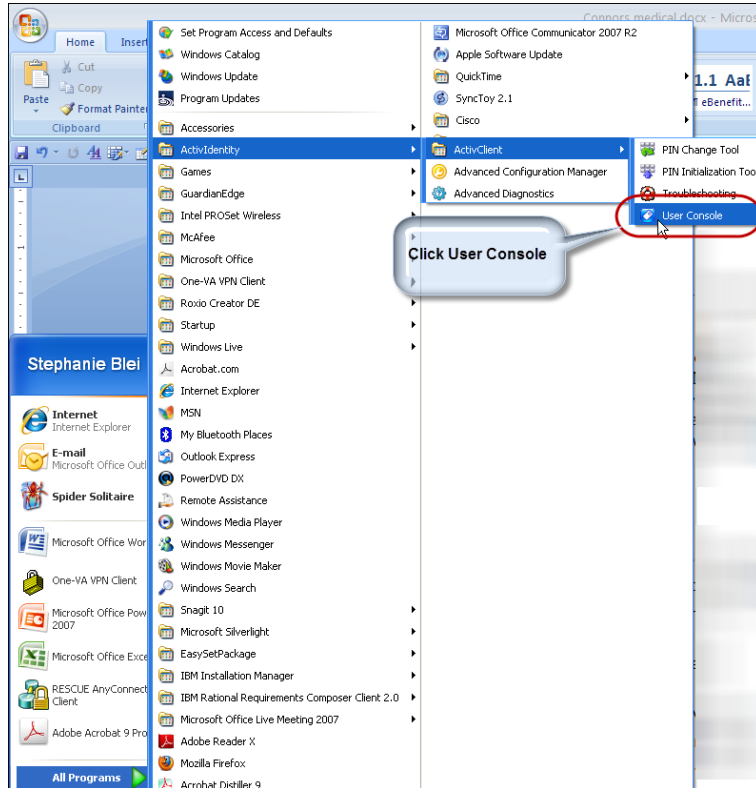 Connors medical.docx - Micros
Home Insert
Cut
Copy
Paste
Format Painter
Clipboard
1.1 AaB
eBenefit...
Set Program Access and Defaults
Windows Catalog
Windows Update
Program Updates
Accessories
ActivIdentity
Games
GuardianEdge
Intel PROSet Wireless
McAfee
Microsoft Office
One-VA VPN Client
Roxio Creator DE
Startup
Windows Live
Acrobat.com
Internet Explorer
MSN
My Bluetooth Places
Outlook Express
PowerDVD DX
Remote Assistance
Windows Media Player
Windows Messenger
Windows Movie Maker
Windows Search
Snagit 10
Microsoft Silverlight
EasySetPackage
IBM Installation Manager
IBM Rational Requirements Composer Client 2.0
Microsoft Office Live Meeting 2007
Adobe Reader X
Mozilla Firefox
Acrobat Distiller 9
Microsoft Office Communicator 2007 R2
Apple Software Update
QuickTime
SyncToy 2.1
Cisco
ActivClient
Advanced Configuration Manager
Advanced Diagnostics
PIN Change Tool
PIN Initialization Too
Troubleshooting
User Console
Click User Console
L
Stephanie Blei
Internet
Internet Explorer
E-mail
Microsoft Office Outl
Spider Solitaire
Microsoft Office Wor
One-VA VPN Client
Microsoft Office Pow
2007
Microsoft Office Exce
RESCUE AnyConnect
Client
Adobe Acrobat 9 Pro
All Programs